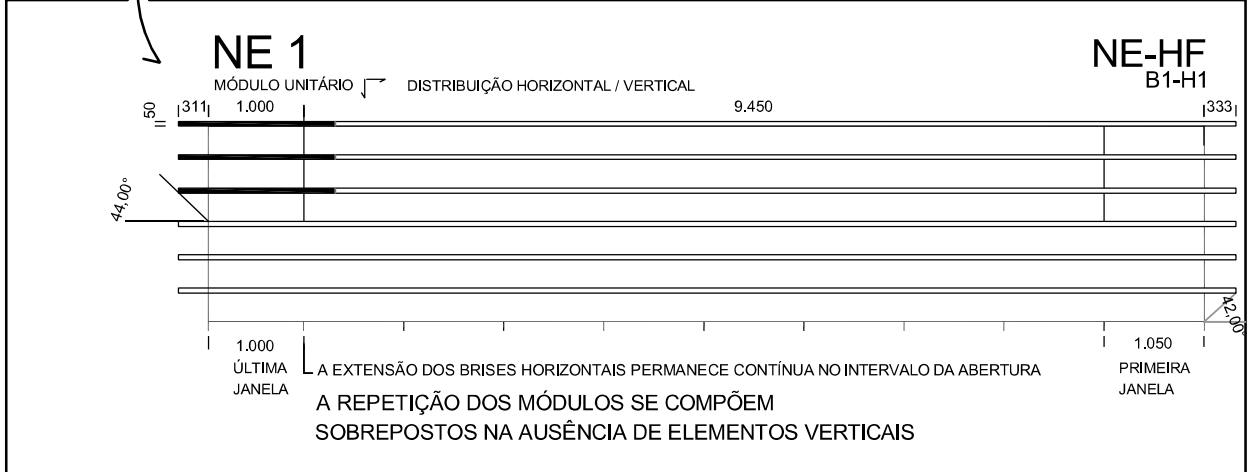 NE 1
NE-HF
B1-H1
MÓDULO UNITÁRIO
DISTRIBUIÇÃO HORIZONTAL / VERTICAL
50
311
1.000
9.450
333
44,00°
42,00°
1.000
ÚLTIMA
JANELA
A EXTENSÃO DOS BRISES HORIZONTAIS PERMANECE CONTÍNUA NO INTERVALO DA ABERTURA
1.050
PRIMEIRA
JANELA
A REPETIÇÃO DOS MÓDULOS SE COMPÕEM
SOBREPOSTOS NA AUSÊNCIA DE ELEMENTOS VERTICAIS